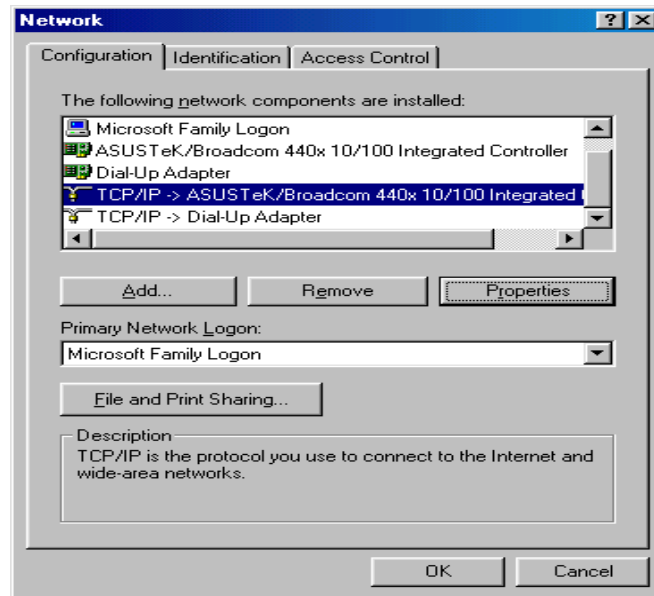 Network
Configuration Identification Access Control
The following network components are installed:
Microsoft Family Logon
ASUSTeK/Broadcom 440x 10/100 Integrated Controller
Dial-Up Adapter
TCP/IP -> ASUSTeK/Broadcom 440x 10/100 Integrated
TCP/IP -> Dial-Up Adapter
Add... Remove Properties
Primary Network Logon:
Microsoft Family Logon
File and Print Sharing...
Description
TCP/IP is the protocol you use to connect to the Internet and
wide-area networks.
OK Cancel